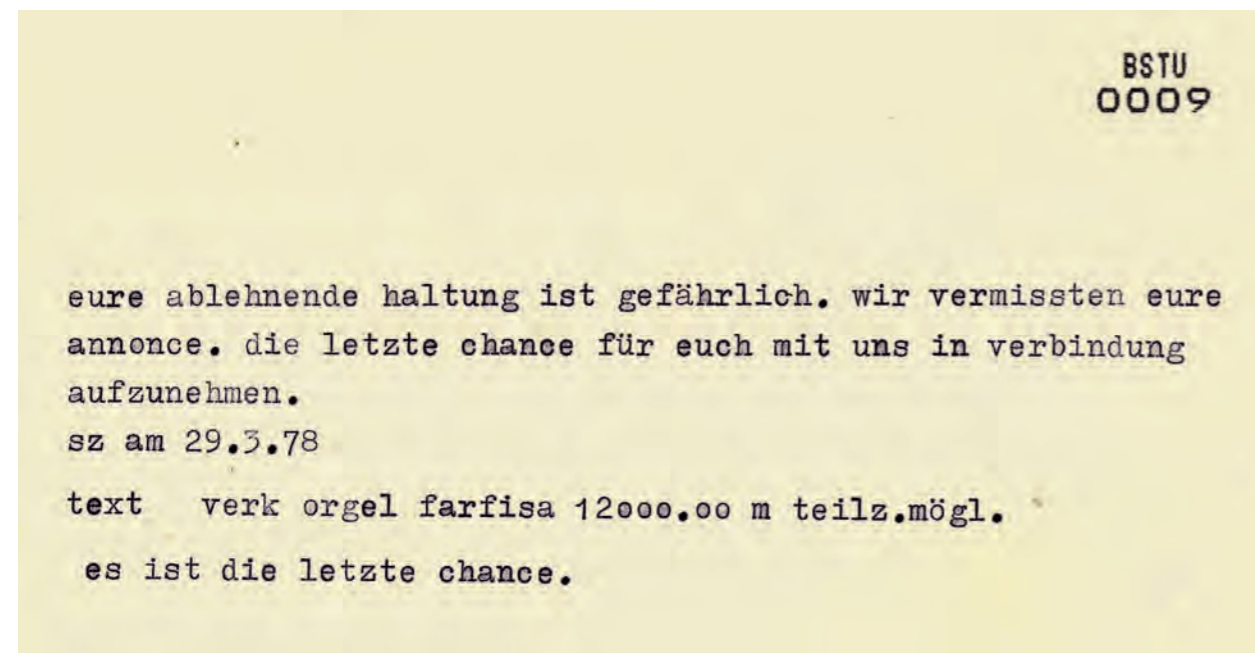 BSTU
0009
eure ablehnende haltung ist gefährlich. wir vermissten eure
annonce. die letzte chance für euch mit uns in verbindung
aufzunehmen.
sz am 29.3.78
text verk orgel farfisa 12ooo.oo m teilz.mögl.
es ist die letzte chance.